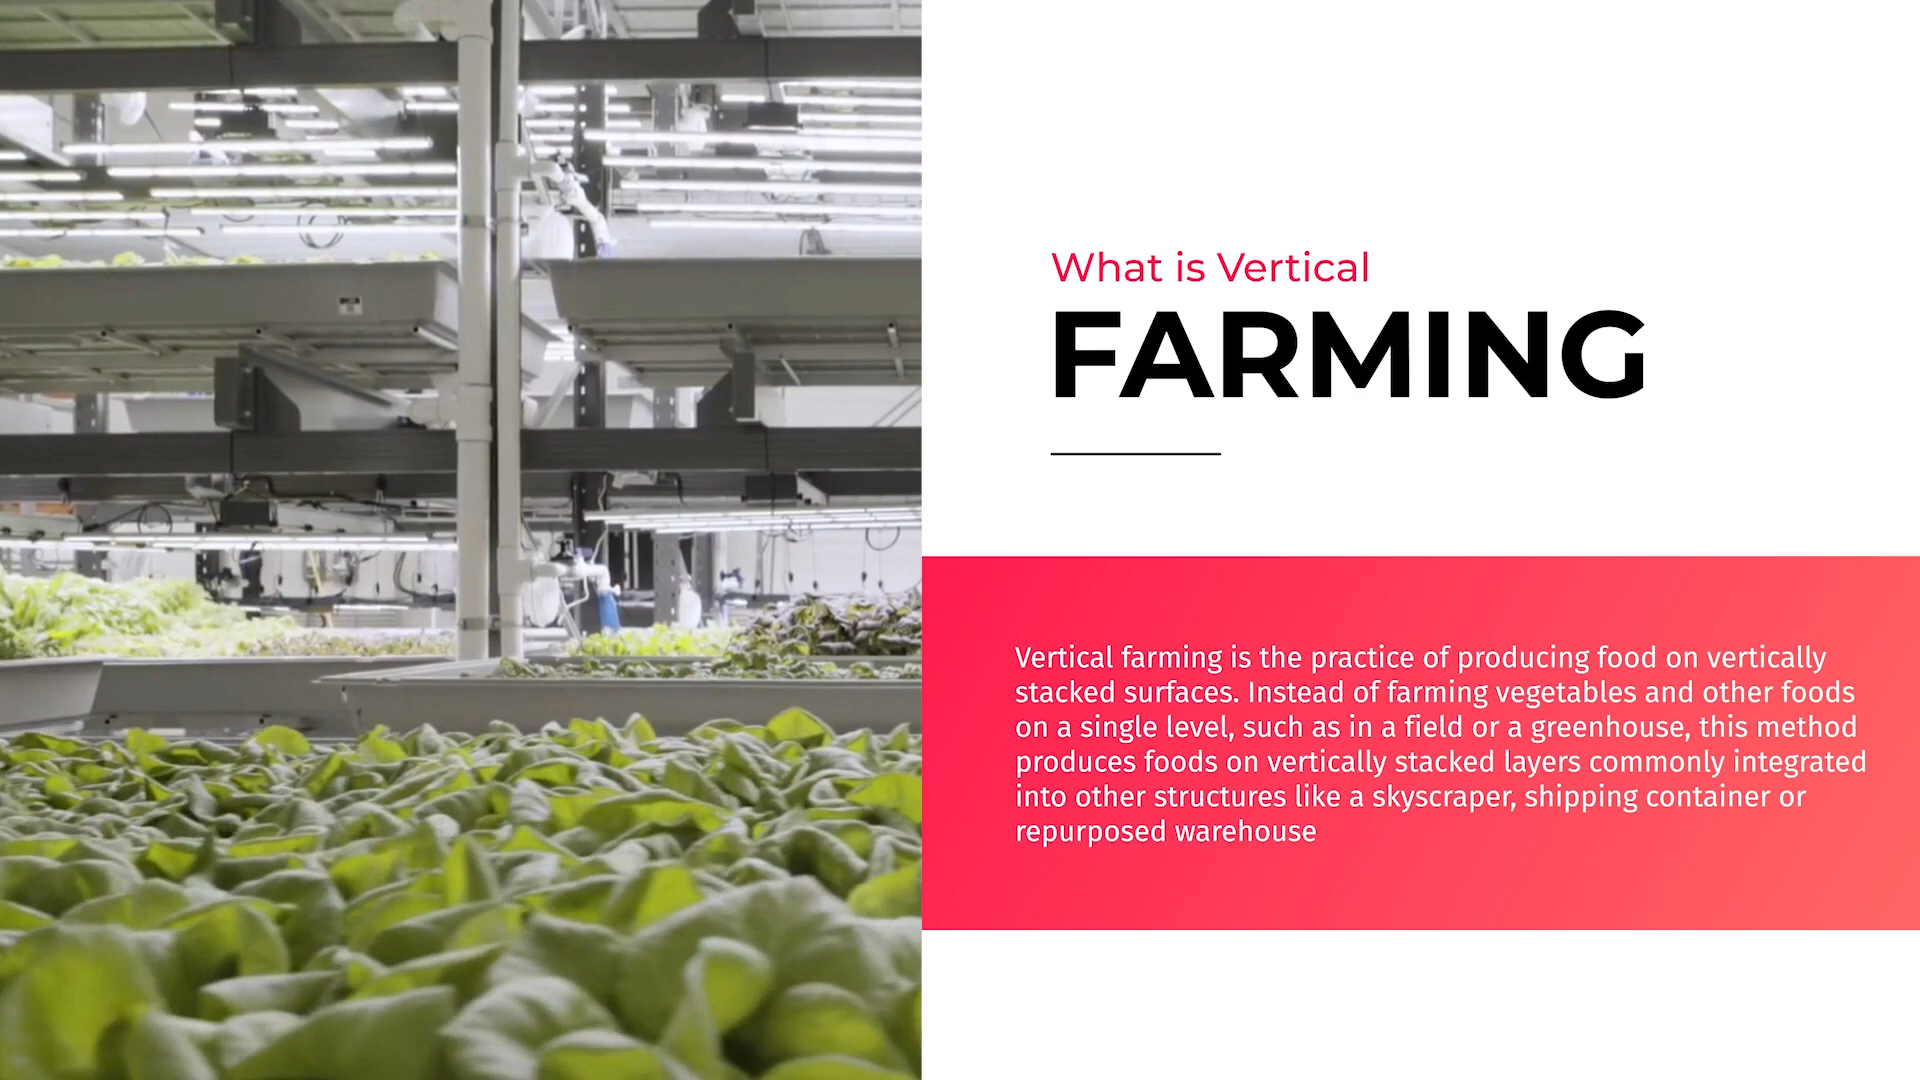 What is Vertical
FARMING
Vertical farming is the practice of producing food on vertically
stacked surfaces. Instead of farming vegetables and other foods
on a single level, such as in a field or a greenhouse, this method
produces foods on vertically stacked layers commonly integrated
into other structures like a skyscraper, shipping container or
repurposed warehouse